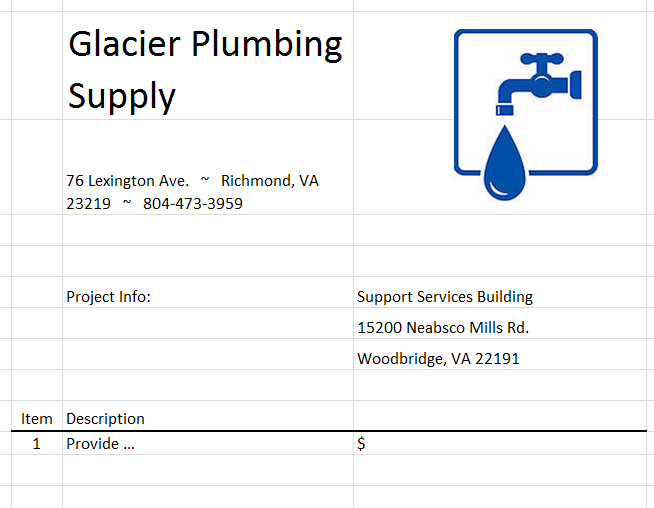 Glacier Plumbing
Supply
76 Lexington Ave. ~ Richmond, VA
23219 ~ 804-473-3959
Project Info: Support Services Building
15200 Neabsco Mills Rd.
Woodbridge, VA 22191
Item Description
1 Provide ... $